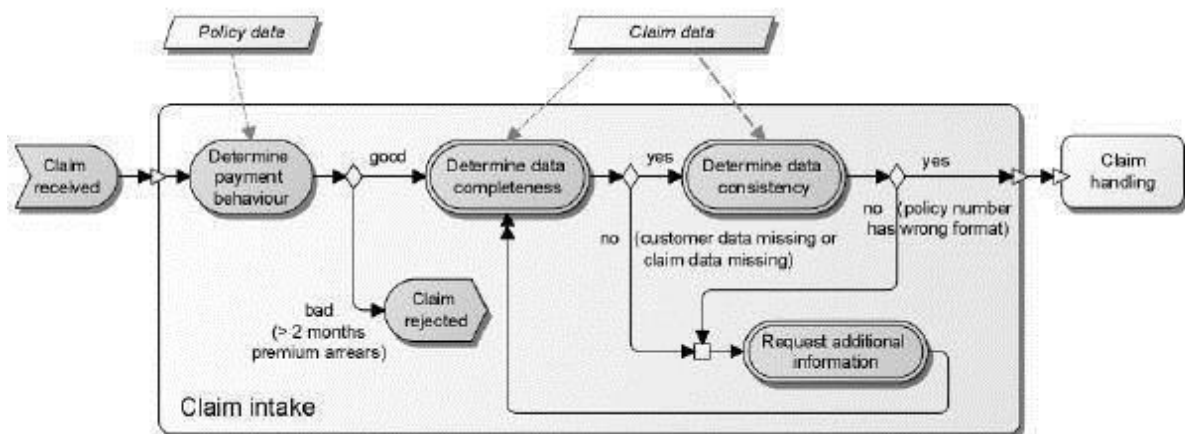 Policy data
Claim data
Claim
received
Determine
payment
behaviour
good
Determine data
completeness
yes
Determine data
consistency
yes
Claim
handling
no (policy number
has wrong format)
no (customer data missing or
claim data missing)
bad
(> 2 months
premium arrears)
Claim
rejected
Request additional
information
Claim intake